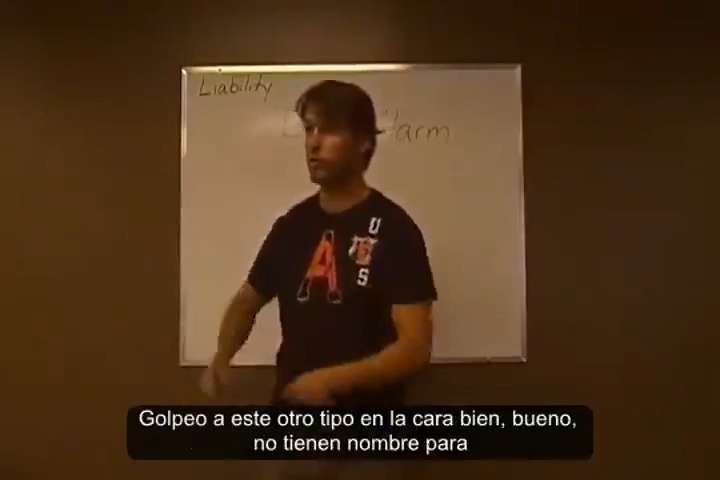 Liability
Harm
A
U
S
Golpeo a este otro tipo en la cara bien, bueno,
no tienen nombre para